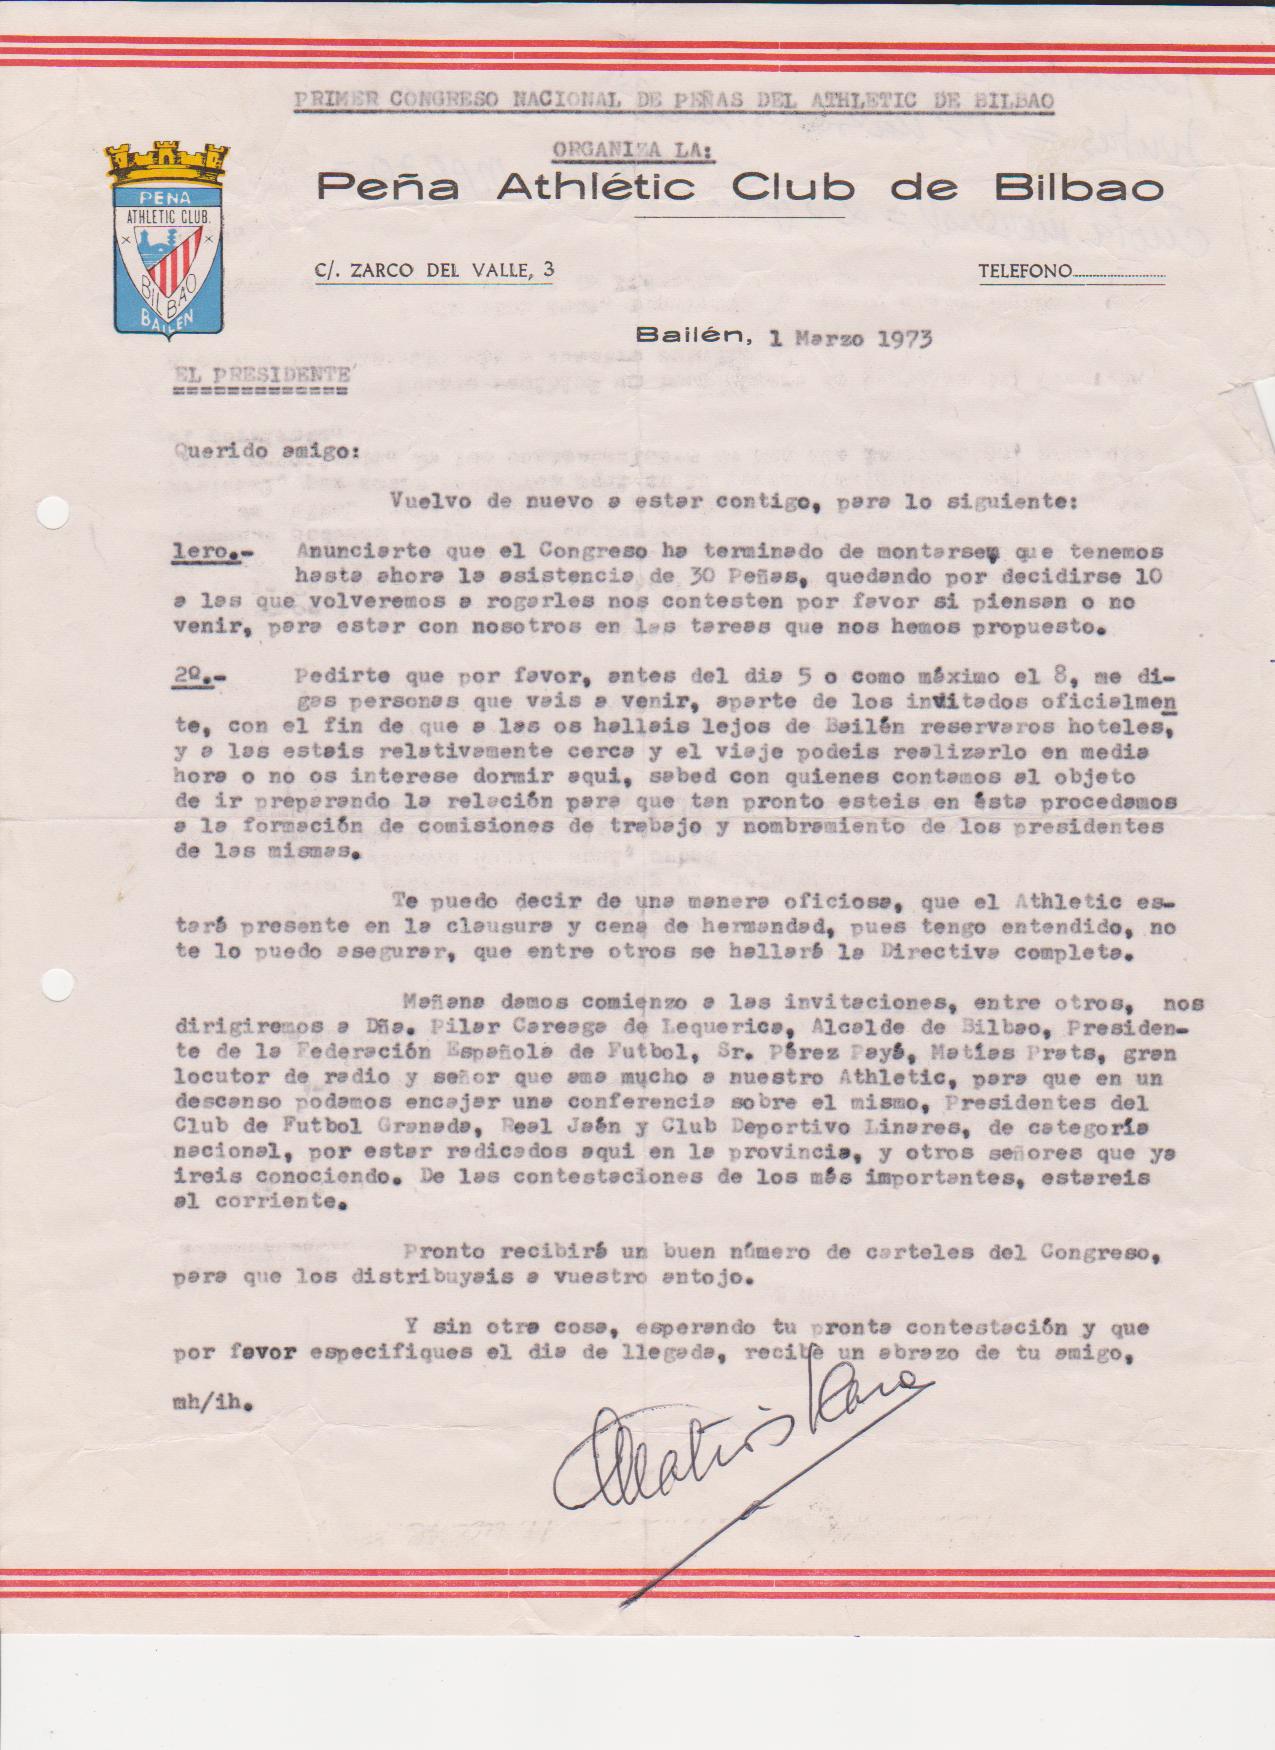 PRIMER CONGRESO NACIONAL DE PEÑAS DEL ATHLETIC DE BILBAO
ORGANIZA LA:
Peña Athlétic Club de Bilbao
PEÑA
ATHLETIC CLUB.
BILBAO
BAILEN
C/. ZARCO DEL VALLE, 3 TELEFONO
Bailén, 1 Marzo 1973
EL PRESIDENTE
Querido amigo:
Vuelvo de nuevo a estar contigo, para lo siguiente:
1ero.- Anunciarte que el Congreso ha terminado de montarsey que tenemos
hasta ahora la asistencia de 30 Peñas, quedando por decidirse 10
a las que volveremos a rogarles nos contesten por favor si piensan o no
venir, para estar con nosotros en las tareas que nos hemos propuesto.
2º.- Pedirte que por favor, antes del dia 5 o como máximo el 8, me di-
gas personas que vais a venir, aparte de los invitados oficialmen
te, con el fin de que a las os hallais lejos de Bailén reservaros hoteles,
y a las estais relativamente cerca y el viaje podeis realizarlo en media
hora o no os interese dormir aqui, sabed con quienes contamos al objeto
de ir preparando la relación para que tan pronto esteis en ésta procedamos
a la formación de comisiones de trabajo y nombramiento de los presidentes
de las mismas.
Te puedo decir de una manera oficiosa, que el Athletic es-
tará presente en la clausura y cena de hermandad, pues tengo entendido, no
te lo puedo asegurar, que entre otros se hallará la Directiva completa.
Mañana damos comienzo a las invitaciones, entre otros, nos
dirigiremos a Dña. Pilar Careaga de Lequerica, Alcalde de Bilbao, Presiden-
te de la Federación Española de Futbol, Sr. Pérez Payá, Matías Prats, gran
locutor de radio y señor que ama mucho a nuestro Athletic, para que en un
descanso podamos encajar una conferencia sobre el mismo, Presidentes del
Club de Futbol Granada, Real Jaén y Club Deportivo Linares, de categoría
nacional, por estar radicados aqui en la provincia, y otros señores que ya
ireis conociendo. De las contestaciones de los más importantes, estareis
al corriente.
Pronto recibirá un buen número de carteles del Congreso,
para que los distribuyais a vuestro antojo.
Y sin otra cosa, esperando tu pronta contestación y que
por favor especifiques el dia de llegada, recibe un abrazo de tu amigo,
mh/ih.